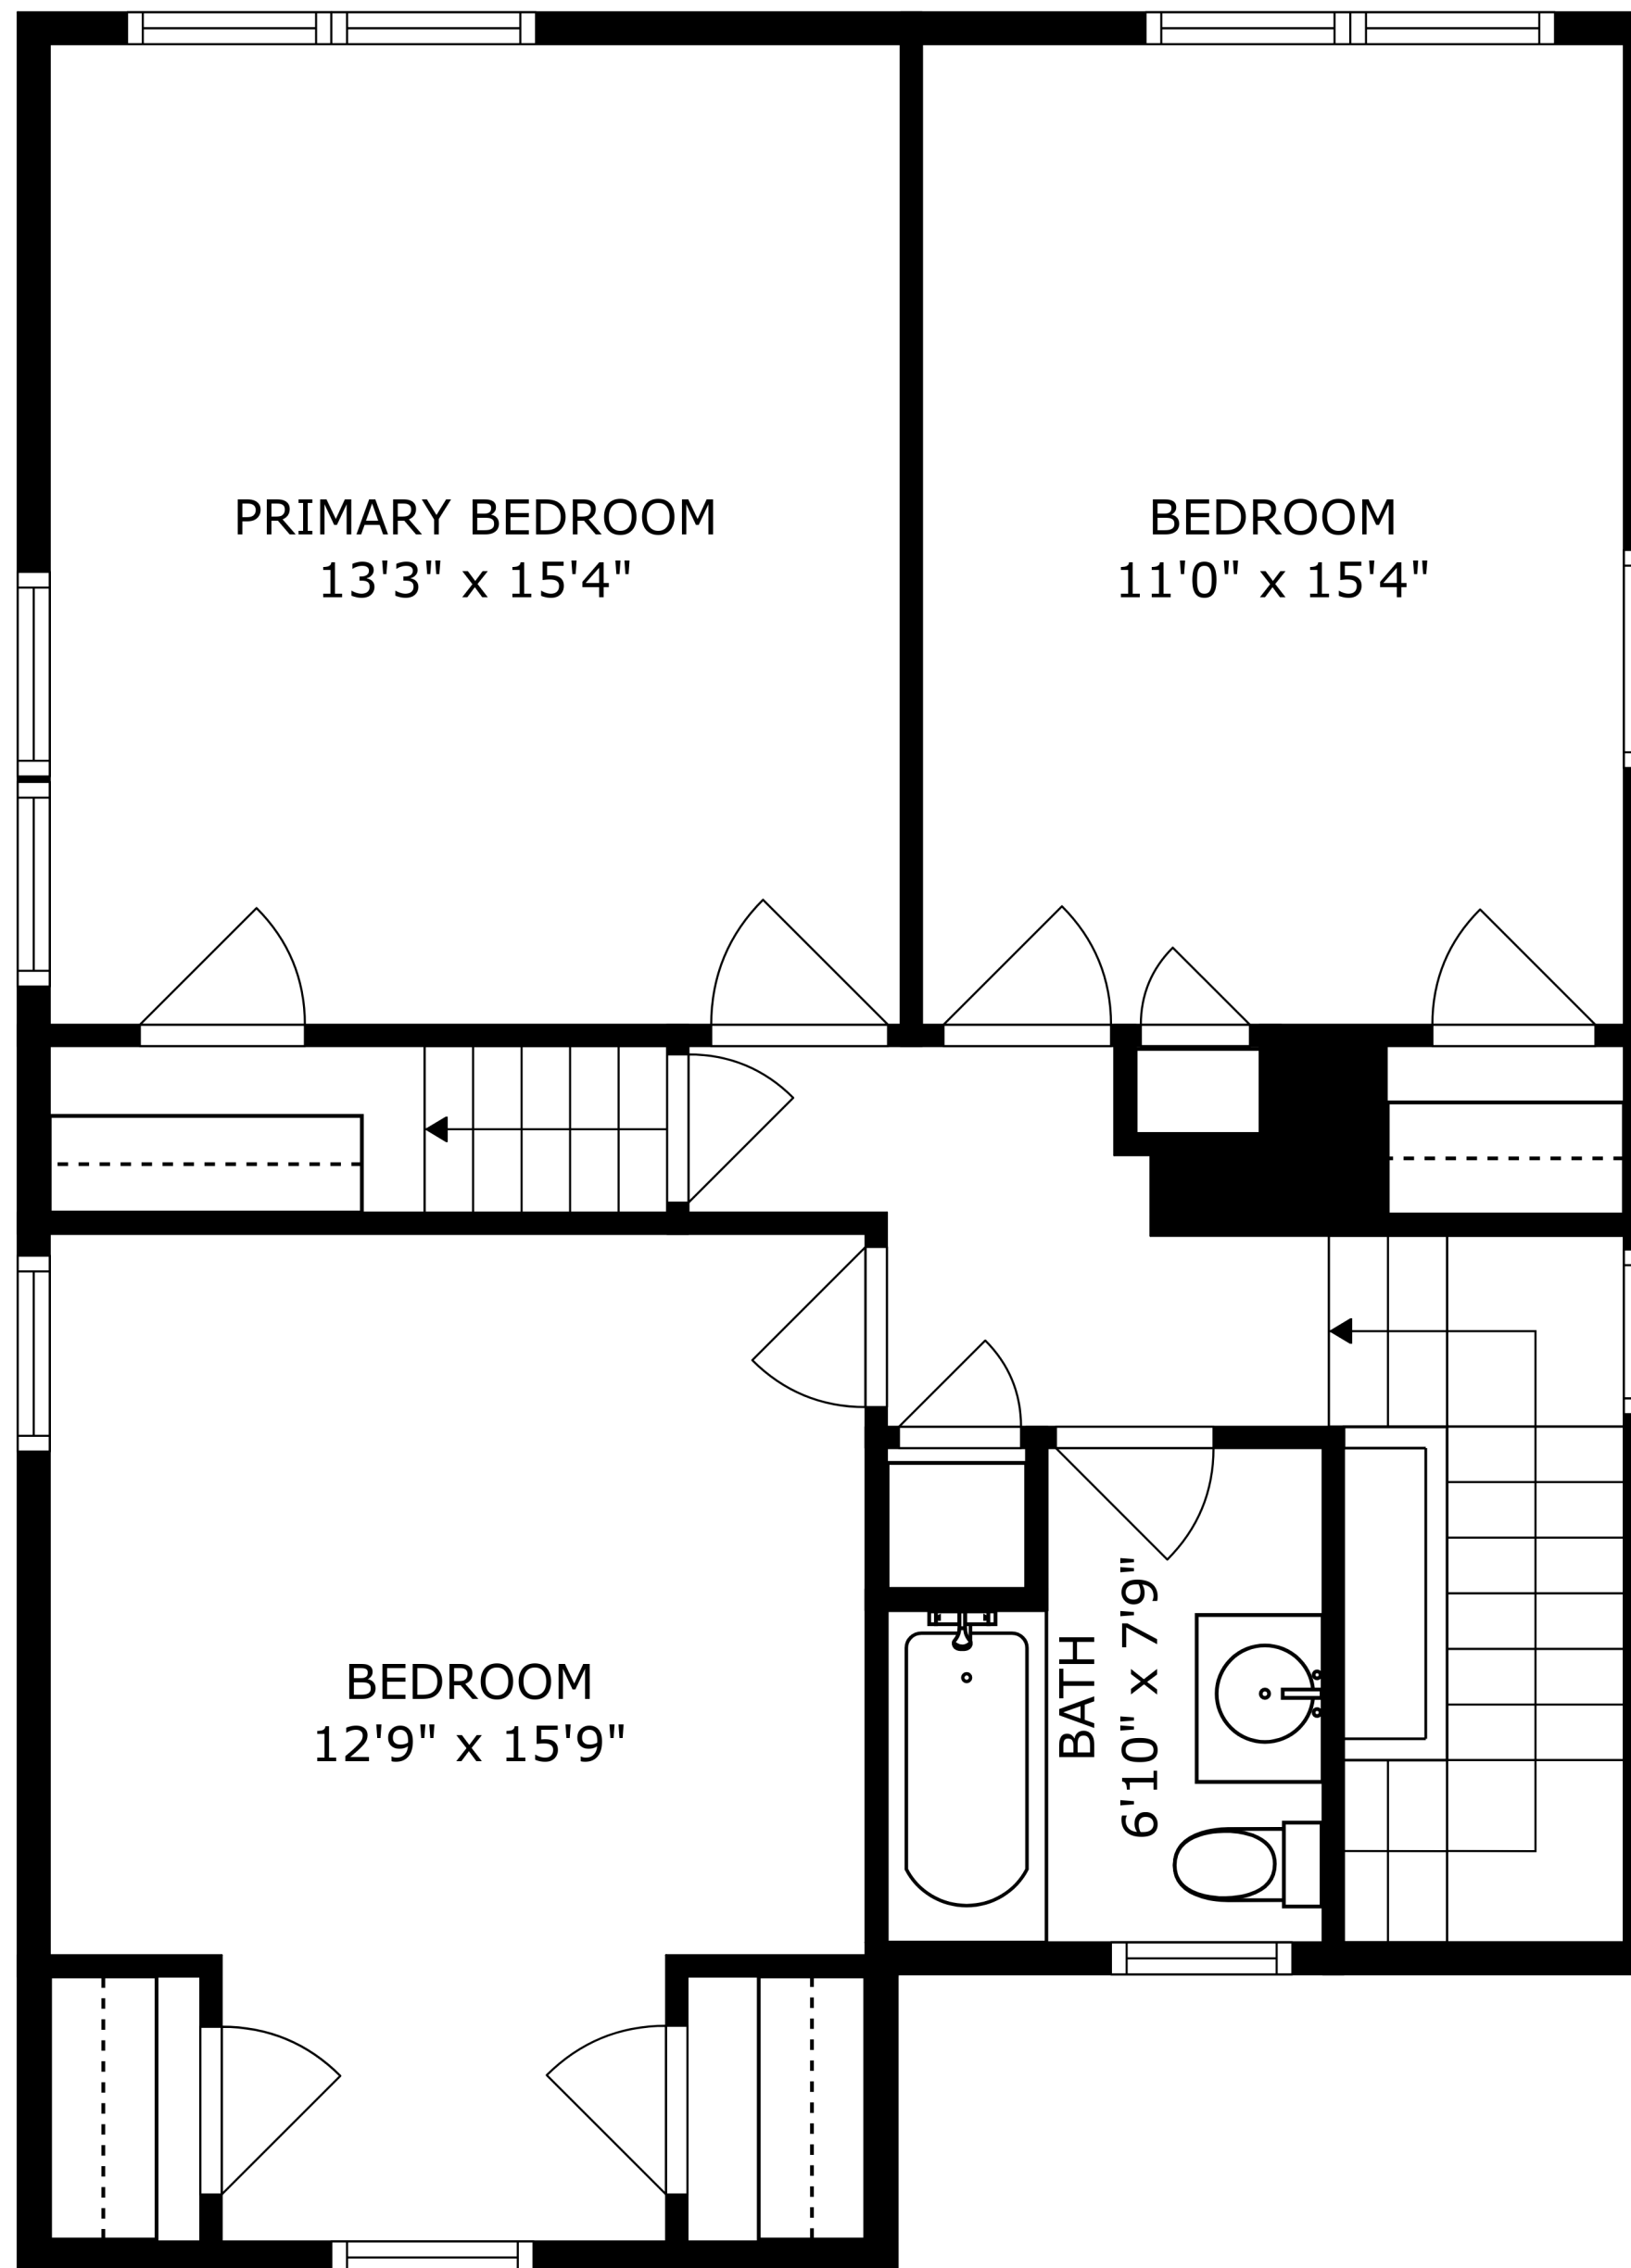 PRIMARY BEDROOM
13'3" x 15'4"
BEDROOM
11'0" x 15'4"
BEDROOM
12'9" x 15'9"
BATH
6'10" x 7'9"